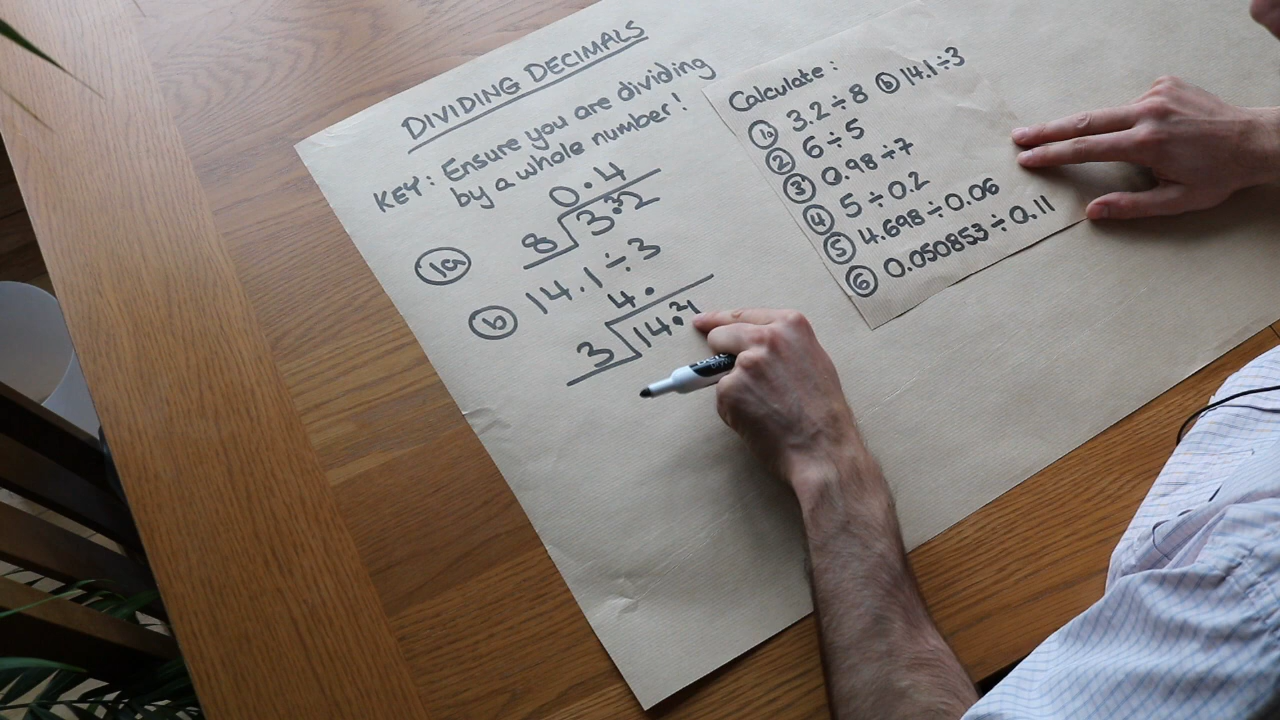 DIVIDING DECIMALS
KEY: Ensure you are dividing
by a whole number!
1a
0.4
8 3.32
b 14.1÷3
4.
3 14.21
Calculate:
1a 3.2÷8 b 14.1÷3
2 6÷5
3 0.98÷7
4 5÷0.2
5 4.698÷0.06
6 0.050853÷0.11